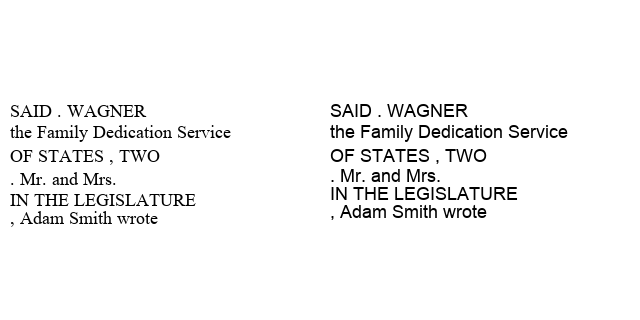 SAID . WAGNER
the Family Dedication Service
OF STATES , TWO
. Mr. and Mrs.
IN THE LEGISLATURE
, Adam Smith wrote
SAID . WAGNER
the Family Dedication Service
OF STATES , TWO
. Mr. and Mrs.
IN THE LEGISLATURE
, Adam Smith wrote